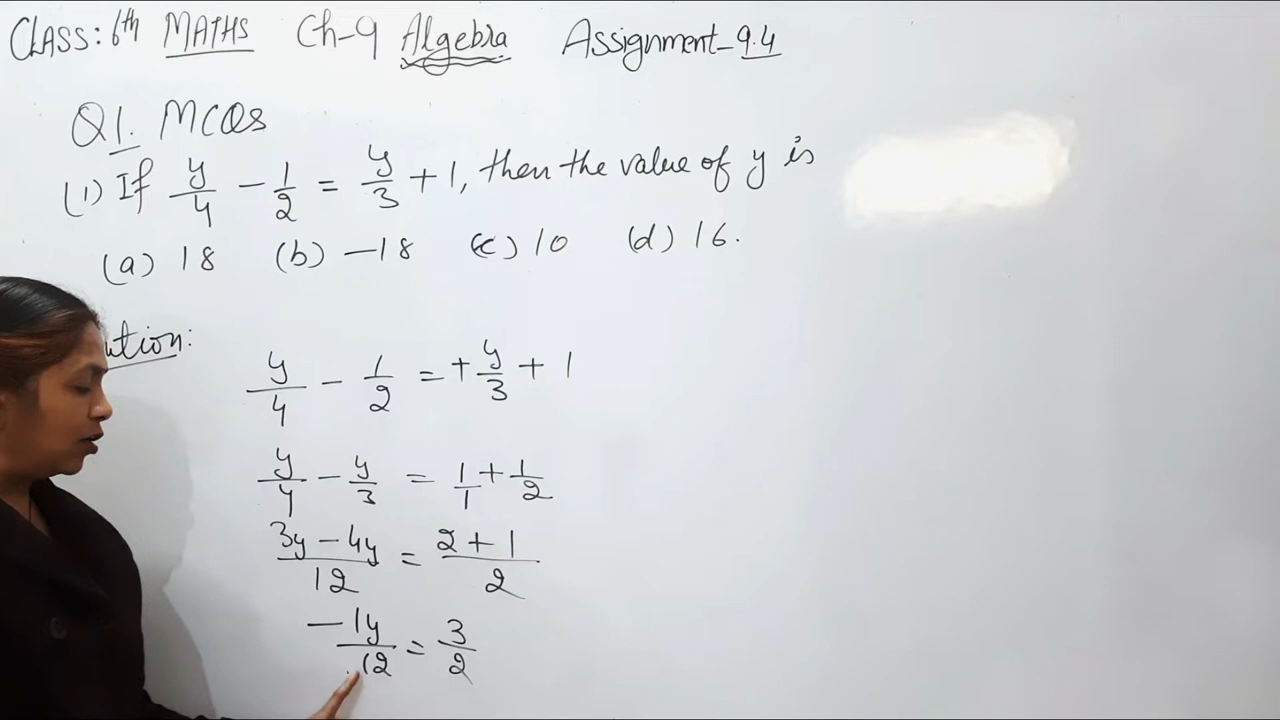 CLASS: 6th MATHS Ch-9 Algebra Assignment-9.4
Q1. MCQs
(1) If y/4 - 1/2 = y/3 + 1, then the value of y is
(a) 18 (b) -18 (c) 10 (d) 16.
ution:
y/4 - 1/2 = + y/3 + 1
y/4 - y/3 = 1/1 + 1/2
3y - 4y/12 = 2 + 1/2
-1y/12 = 3/2